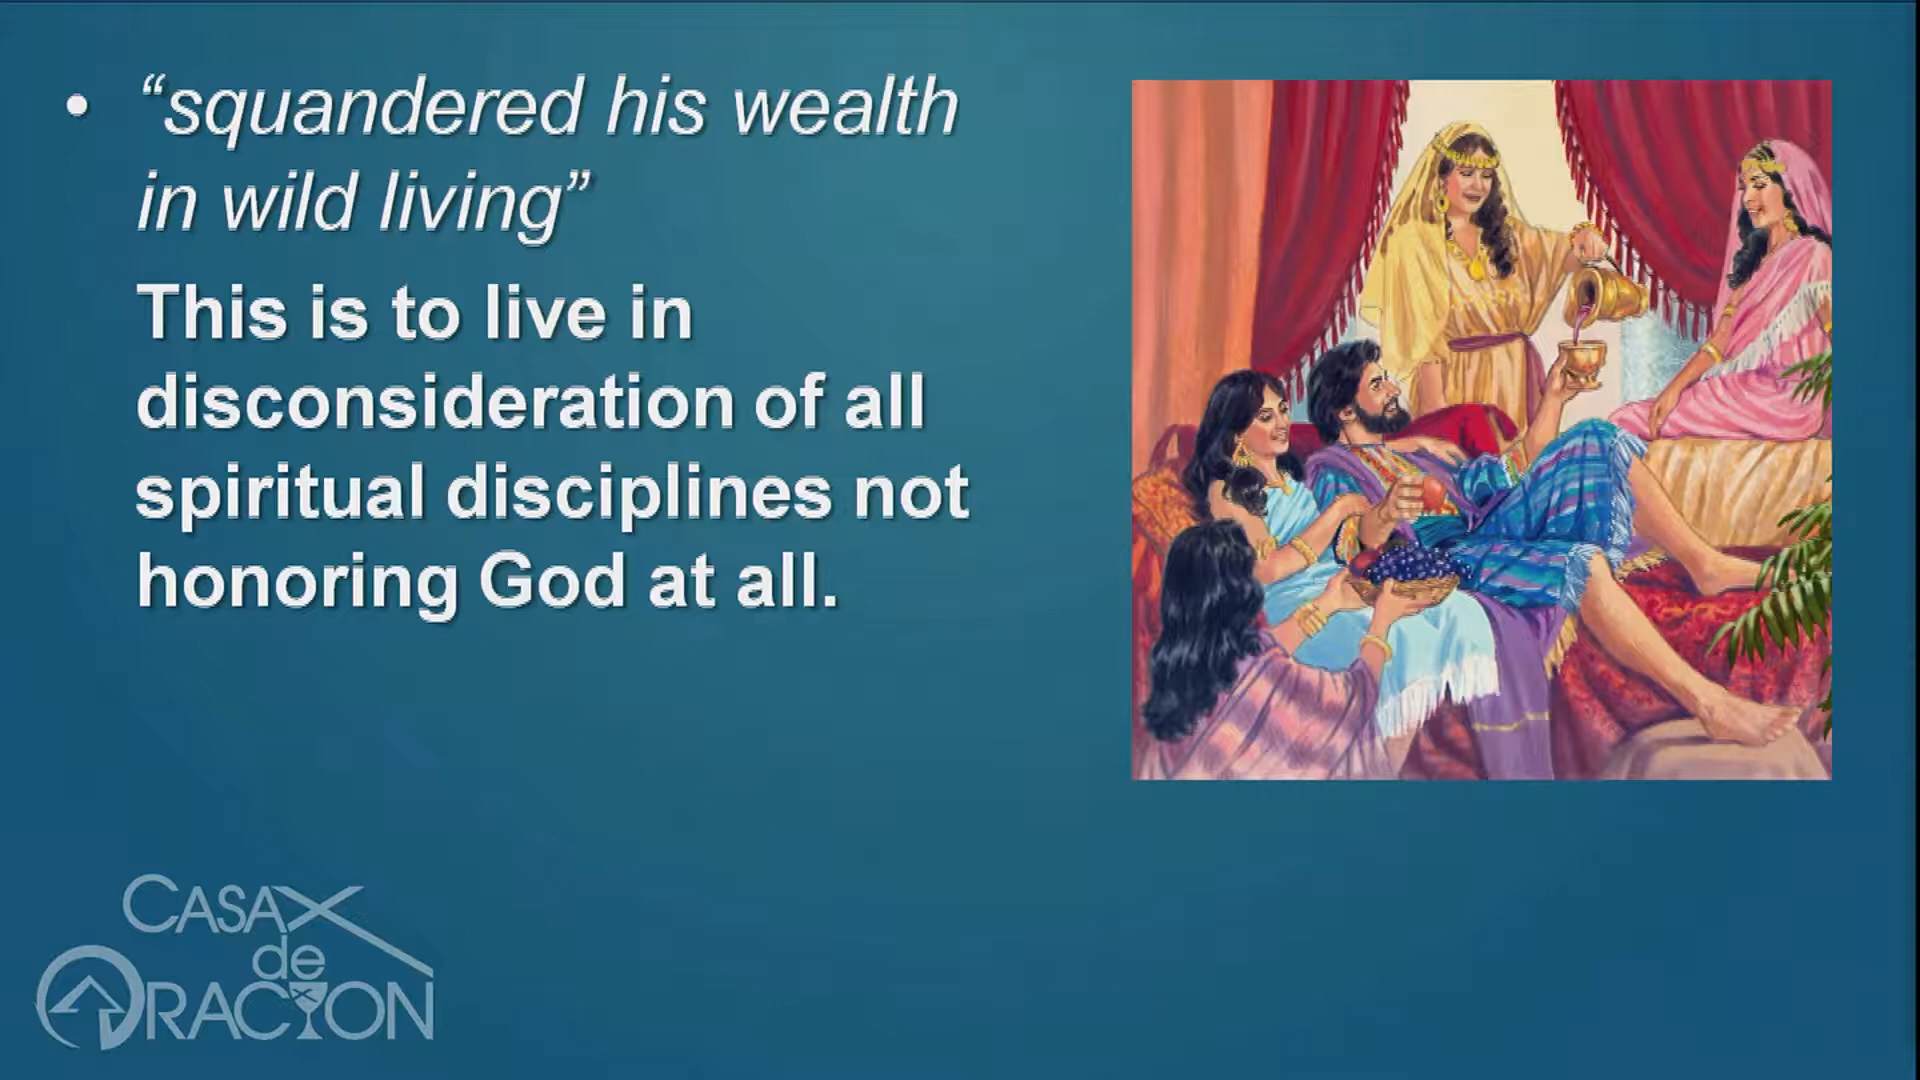 • “squandered his wealth
in wild living”
This is to live in
disconsideration of all
spiritual disciplines not
honoring God at all.
CASA
de
ORACION